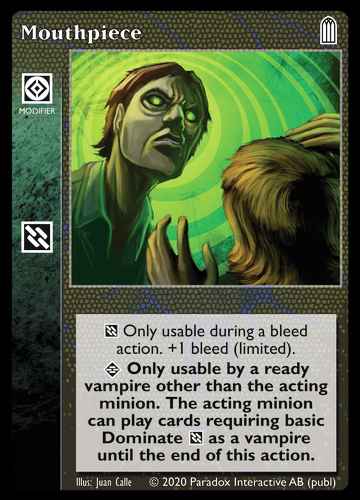 Mouthpiece
MODIFIER
Only usable during a bleed
action. +1 bleed (limited).
Only usable by a ready
vampire other than the acting
minion. The acting minion
can play cards requiring basic
Dominate as a vampire
until the end of this action.
Illus: Juan Calle © 2020 Paradox Interactive AB (publ)